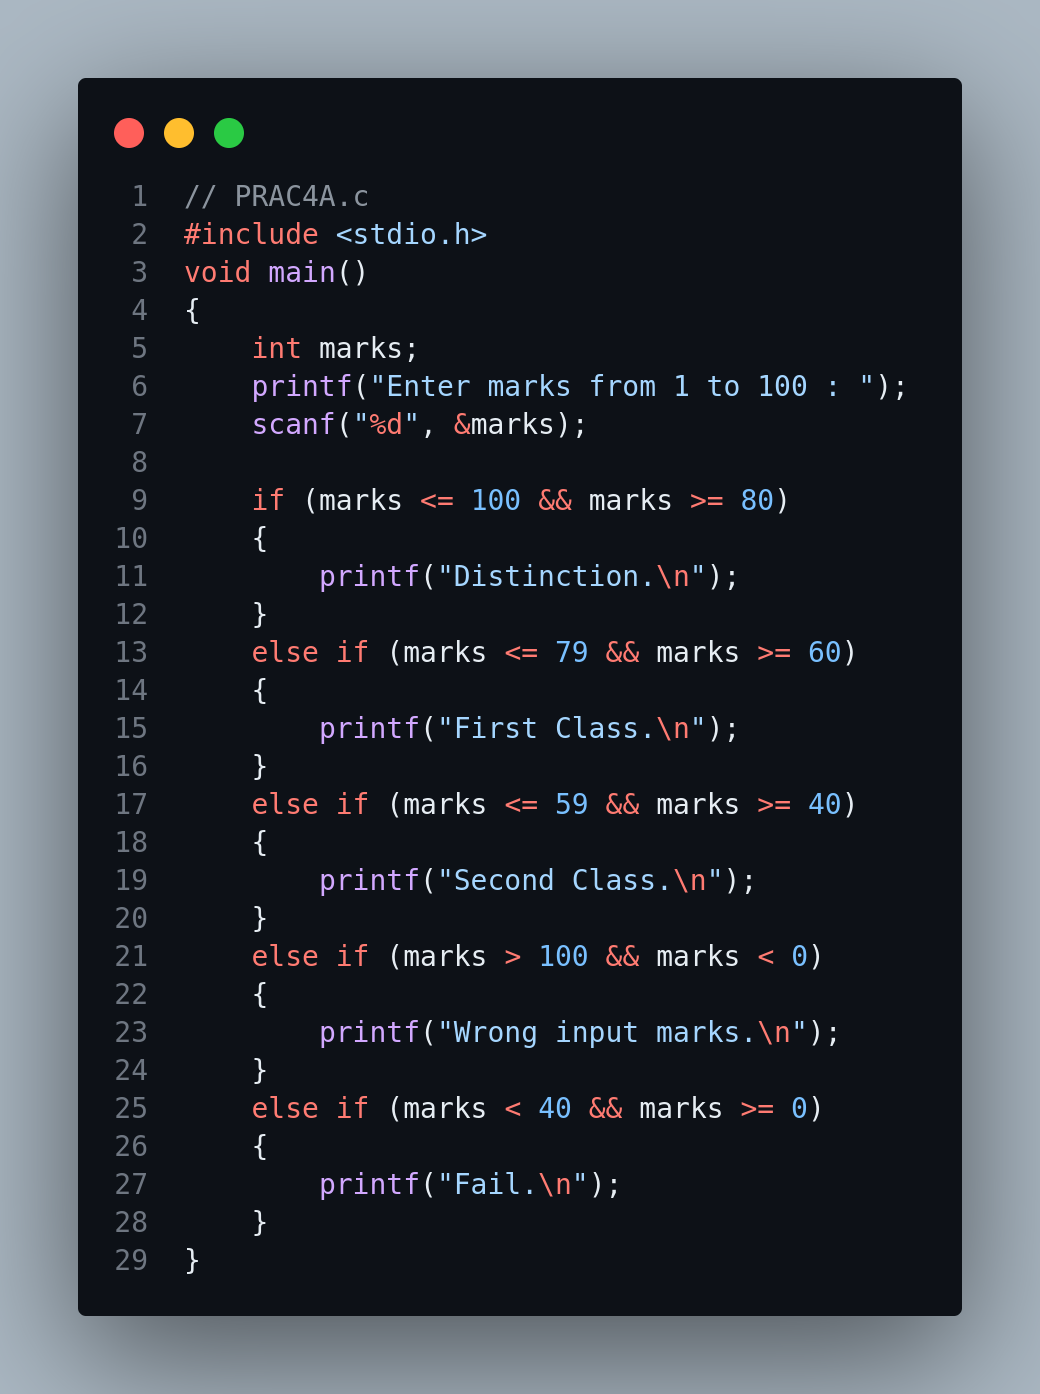 1 // PRAC4A.c
2 #include <stdio.h>
3 void main()
4 {
5     int marks;
6     printf("Enter marks from 1 to 100 : ");
7     scanf("%d", &marks);
8
9     if (marks <= 100 && marks >= 80)
10     {
11         printf("Distinction.\n");
12     }
13     else if (marks <= 79 && marks >= 60)
14     {
15         printf("First Class.\n");
16     }
17     else if (marks <= 59 && marks >= 40)
18     {
19         printf("Second Class.\n");
20     }
21     else if (marks > 100 && marks < 0)
22     {
23         printf("Wrong input marks.\n");
24     }
25     else if (marks < 40 && marks >= 0)
26     {
27         printf("Fail.\n");
28     }
29 }